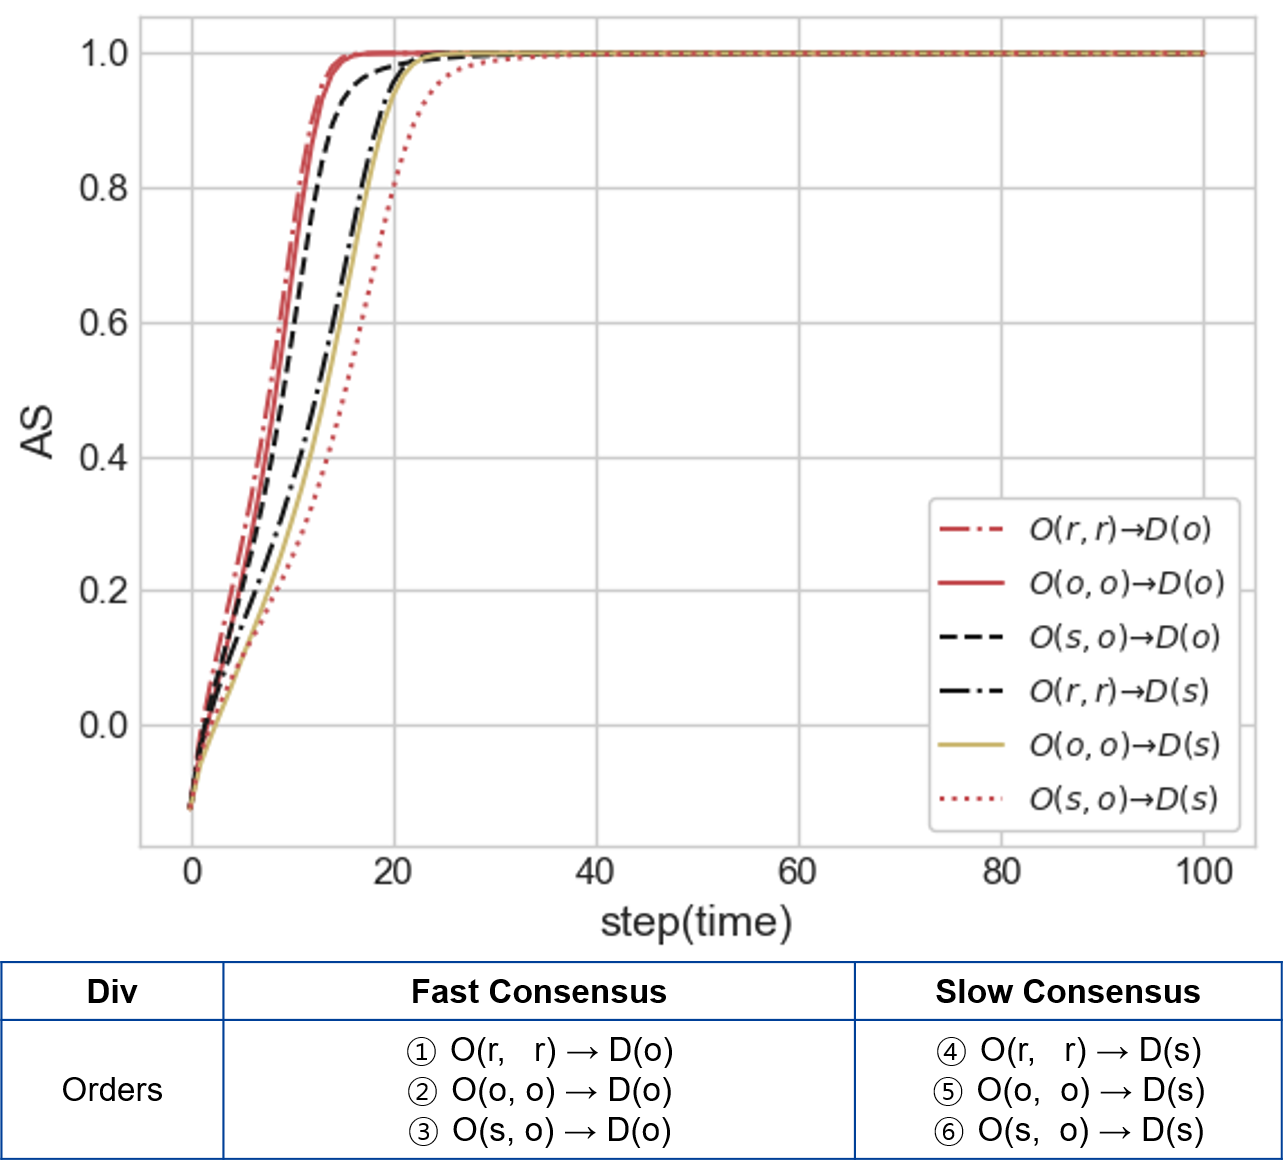 1.0
0.8
0.6
0.4
0.2
0.0
AS
0 20 40 60 80 100
step(time)
O(r, r)→D(o)
O(o, o)→D(o)
O(s, o)→D(o)
O(r, r)→D(s)
O(o, o)→D(s)
O(s, o)→D(s)
Div Fast Consensus Slow Consensus
Orders
① O(r, r) → D(o)
② O(o, o) → D(o)
③ O(s, o) → D(o)
④ O(r, r) → D(s)
⑤ O(o, o) → D(s)
⑥ O(s, o) → D(s)